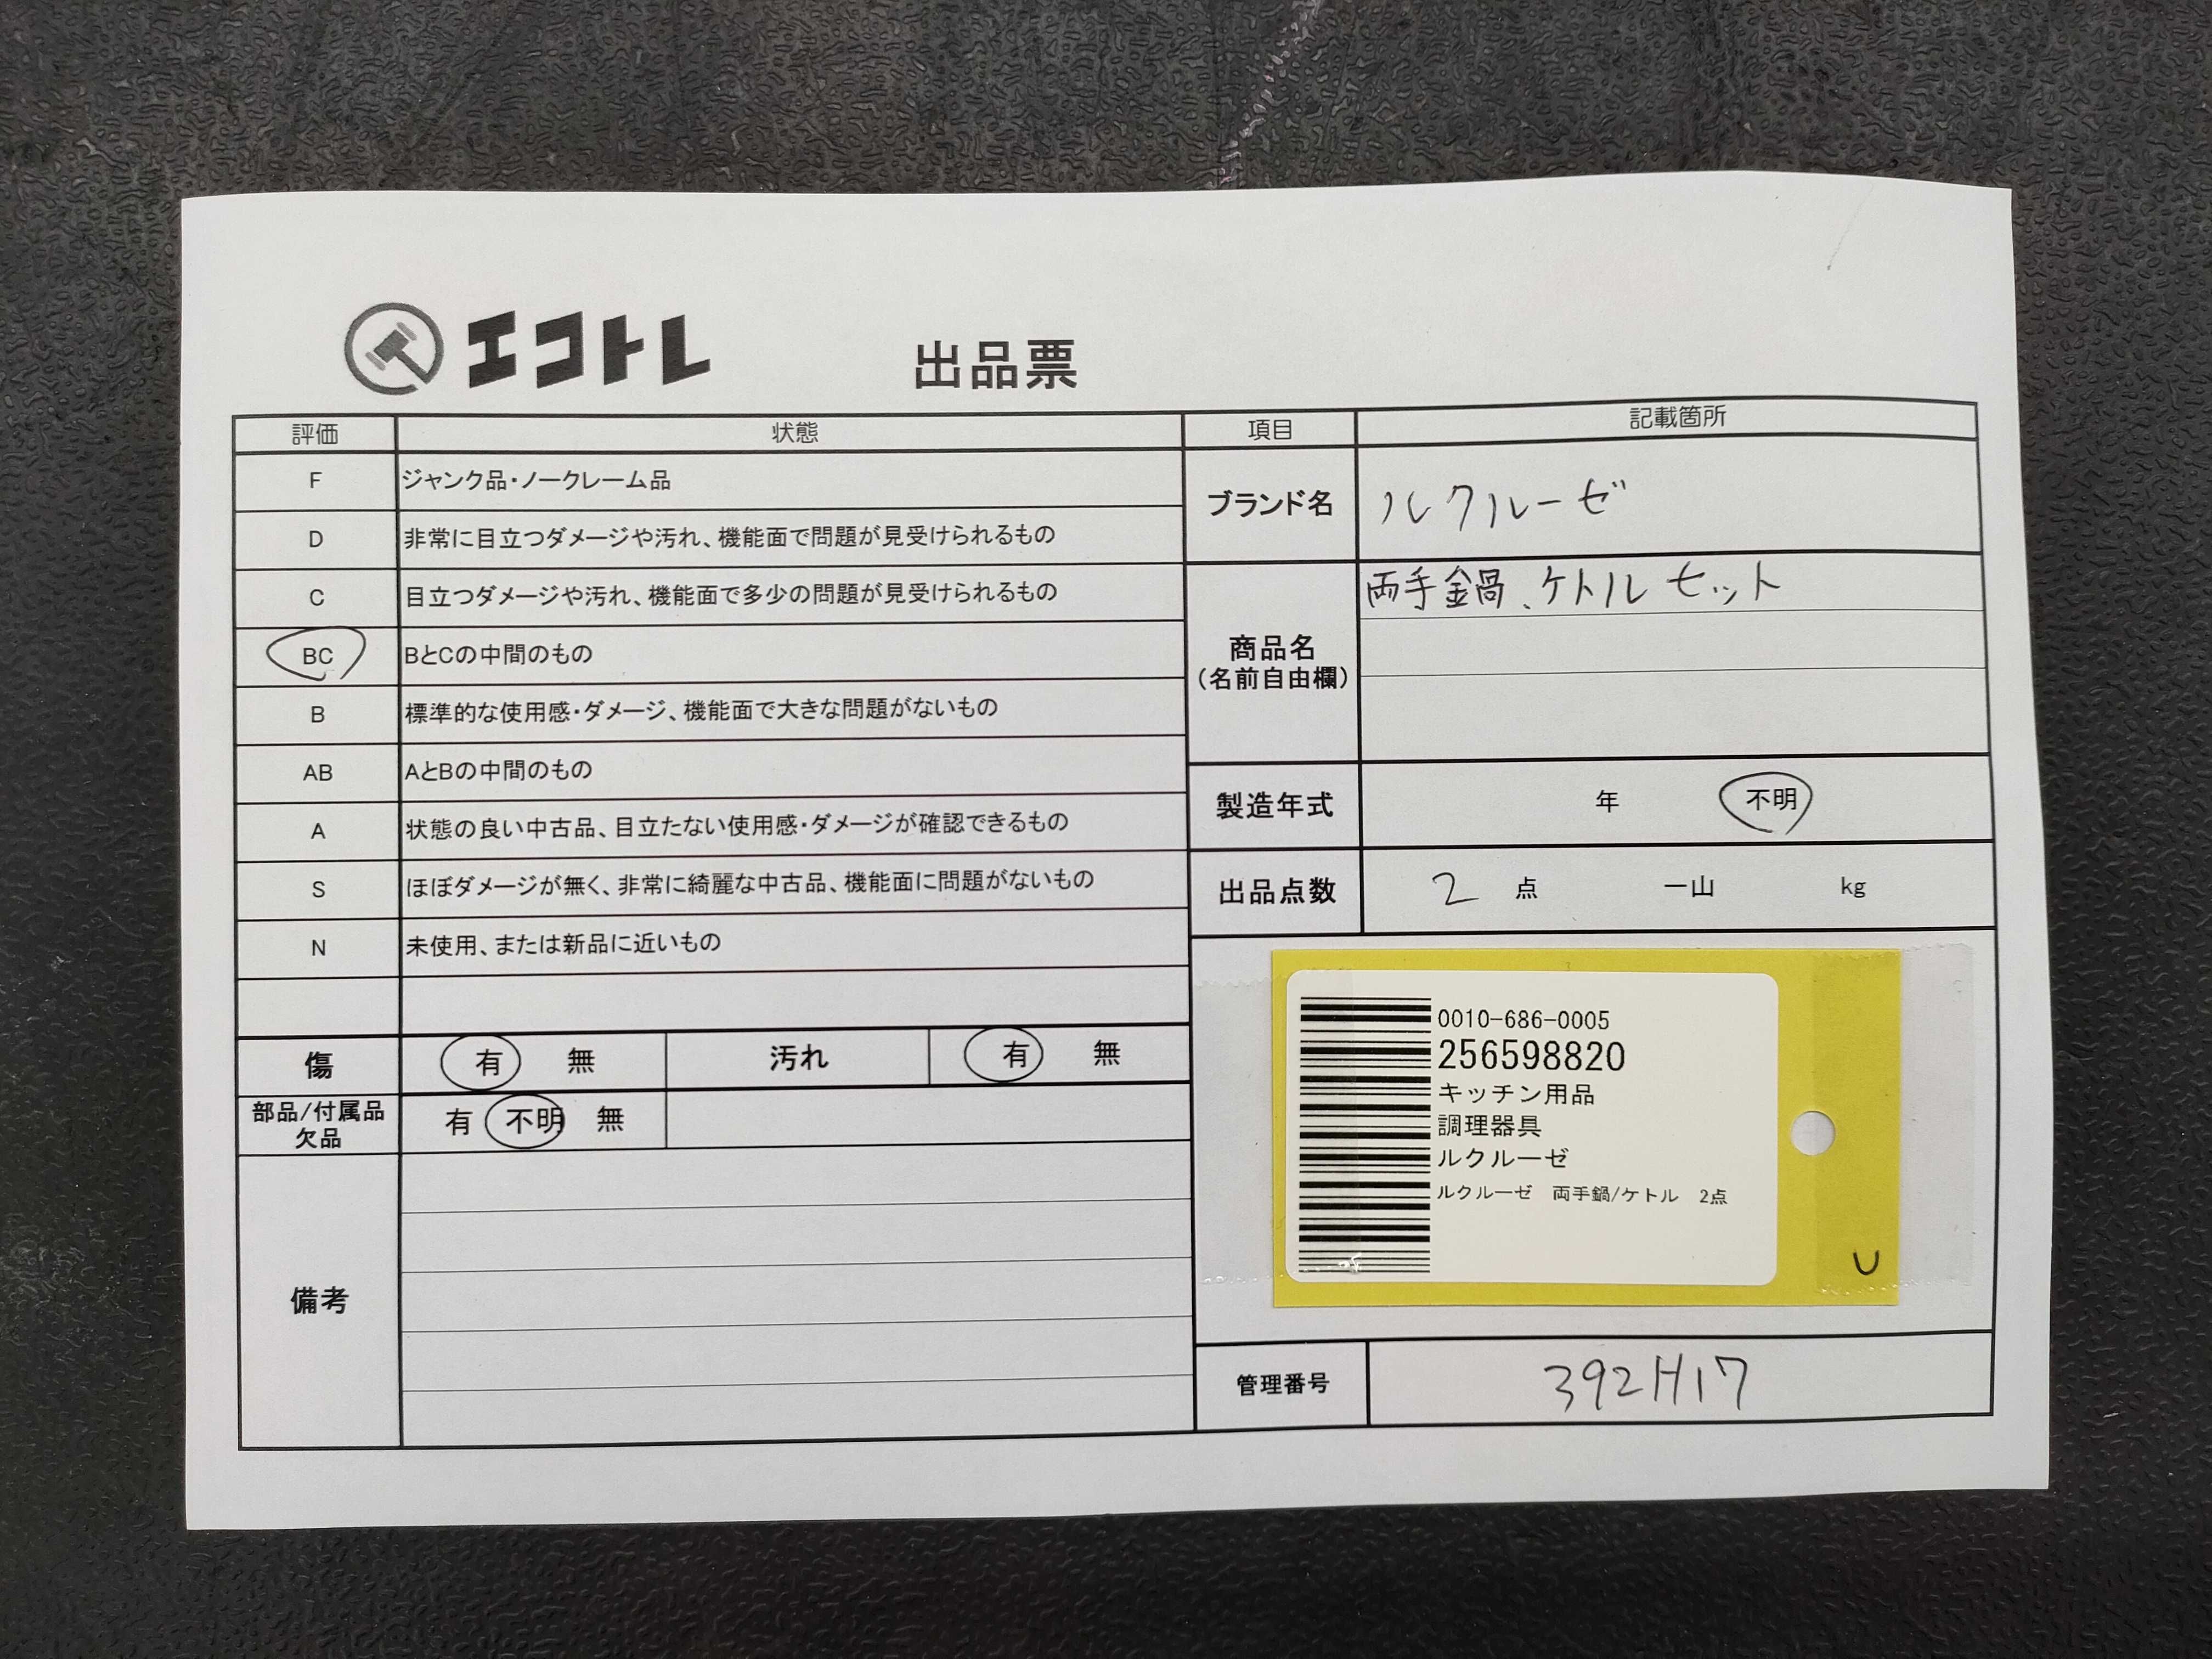 エコトレ
出品票
評価 状態
F ジャンク品・ノークレーム品
D 非常に目立つダメージや汚れ、機能面で問題が見受けられるもの
C 目立つダメージや汚れ、機能面で多少の問題が見受けられるもの
BC BとCの中間のもの
B 標準的な使用感・ダメージ、機能面で大きな問題がないもの
AB AとBの中間のもの
A 状態の良い中古品、目立たない使用感・ダメージが確認できるもの
S ほぼダメージが無く、非常に綺麗な中古品、機能面に問題がないもの
N 未使用、または新品に近いもの
傷 有 無 汚れ 有 無
部品/付属品
欠品
有 不明 無
備考
項目 記載箇所
ブランド名 ルクルーゼ
商品名
(名前自由欄)
両手鍋、ケトルセット
製造年式 年 不明
出品点数 2 点 一山 kg
0010-686-0005
256598820
キッチン用品
調理器具
ルクルーゼ
ルクルーゼ 両手鍋/ケトル 2点
U
管理番号 392H17